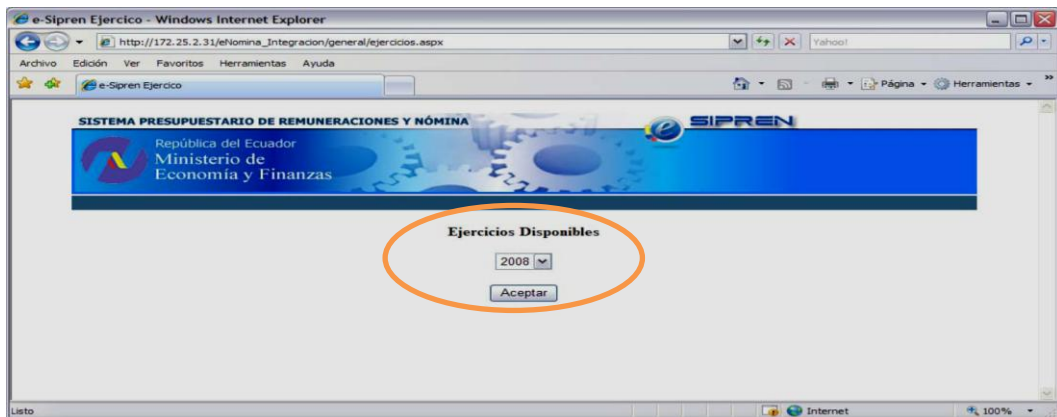 e-Sipren Ejercico - Windows Internet Explorer
http://172.25.2.31/eNomina_Integracion/general/ejercicios.aspx
Yahoo!
Archivo Edición Ver Favoritos Herramientas Ayuda
e-Sipren Ejercico
Página Herramientas
SISTEMA PRESUPUESTARIO DE REMUNERACIONES Y NÓMINA
SIPREN
República del Ecuador
Ministerio de
Economía y Finanzas
Ejercicios Disponibles
2008
Aceptar
Listo
Internet
100%